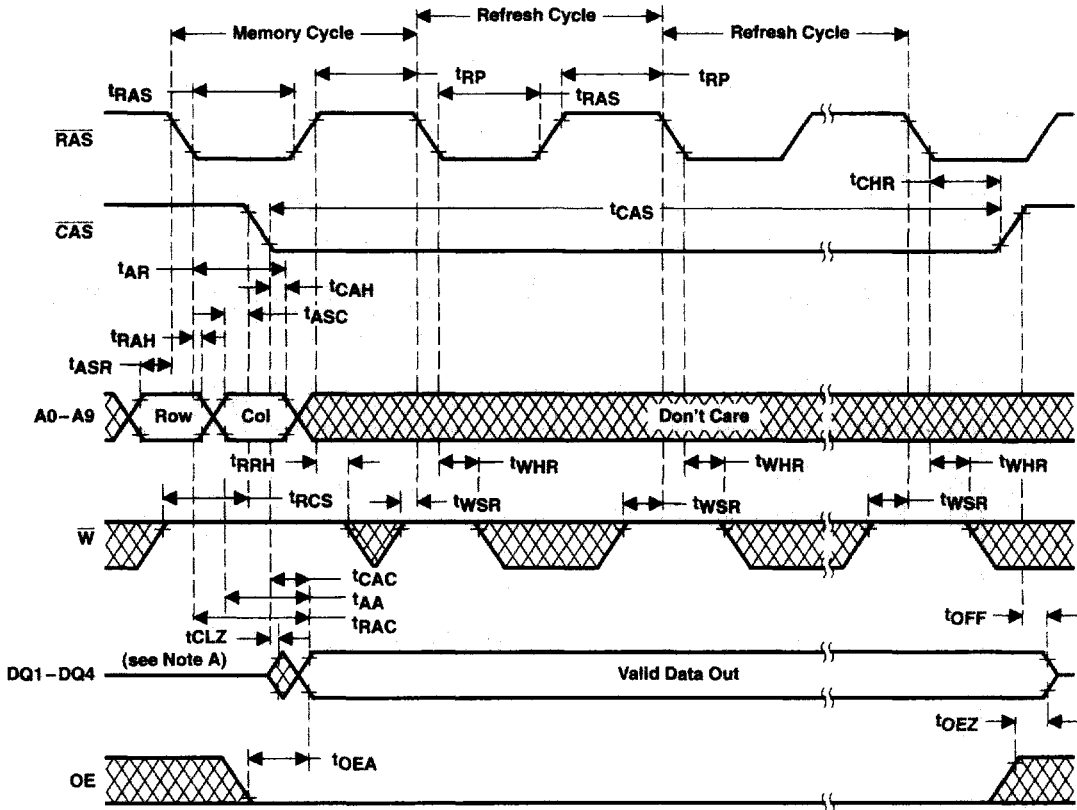 Refresh Cycle
Memory Cycle
Refresh Cycle
tRP
tRP
tRAS
tRAS
RAS
tCHR
tCAS
CAS
tAR
tCAH
tASC
tRAH
tASR
A0–A9
Row
Col
Don't Care
tRRH
tWHR
tWHR
tWHR
tRCS
tWSR
tWSR
tWSR
W
tCAC
tAA
tRAC
tOFF
tCLZ
(see Note A)
DQ1–DQ4
Valid Data Out
tOEZ
tOEA
OE